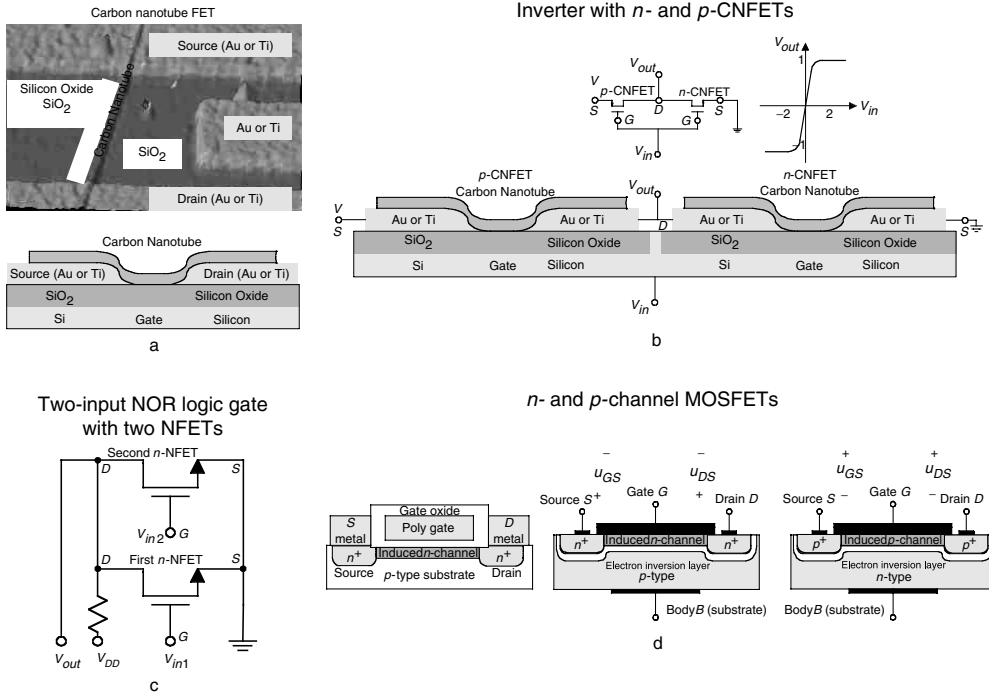 Carbon nanotube FET
Source (Au or Ti)
Silicon Oxide
SiO2
Carbon Nanotube
Au or Ti
SiO2
Drain (Au or Ti)
Carbon Nanotube
Source (Au or Ti)
Drain (Au or Ti)
SiO2
Silicon Oxide
Si
Gate
Silicon
a
Inverter with n- and p-CNFETs
Vout
V
p-CNFET
n-CNFET
S
D
S
G
G
Vin
Vout
1
−2
2
Vin
−1
p-CNFET
Carbon Nanotube
Vout
n-CNFET
Carbon Nanotube
V
S
Au or Ti
Au or Ti
D
Au or Ti
Au or Ti
S
SiO2
Silicon Oxide
SiO2
Silicon Oxide
Si
Gate
Silicon
Si
Gate
Silicon
Vin
b
Two-input NOR logic gate
with two NFETs
Second n-NFET
D
S
Vin2
G
First n-NFET
D
S
G
Vout
VDD
Vin1
c
n- and p-channel MOSFETs
Gate oxide
S
metal
Poly gate
D
metal
n+
Induced n-channel
n+
Source
p-type substrate
Drain
−
−
uGS
uDS
Source S
+
Gate G
+
Drain D
n+
Induced n-channel
n+
Electron inversion layer
p-type
Body B (substrate)
+
+
uGS
uDS
Source S
−
Gate G
−
Drain D
p+
Induced p-channel
p+
Electron inversion layer
n-type
Body B (substrate)
d